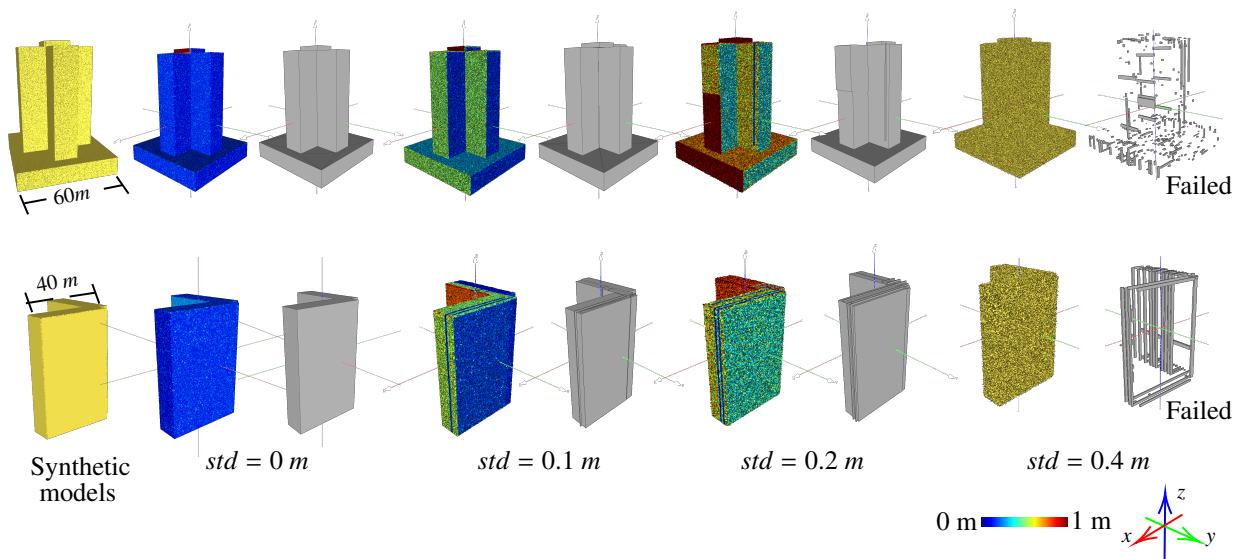 60m
Failed
40 m
Failed
Synthetic
models
std = 0 m
std = 0.1 m
std = 0.2 m
std = 0.4 m
0 m
1 m
z
x
y